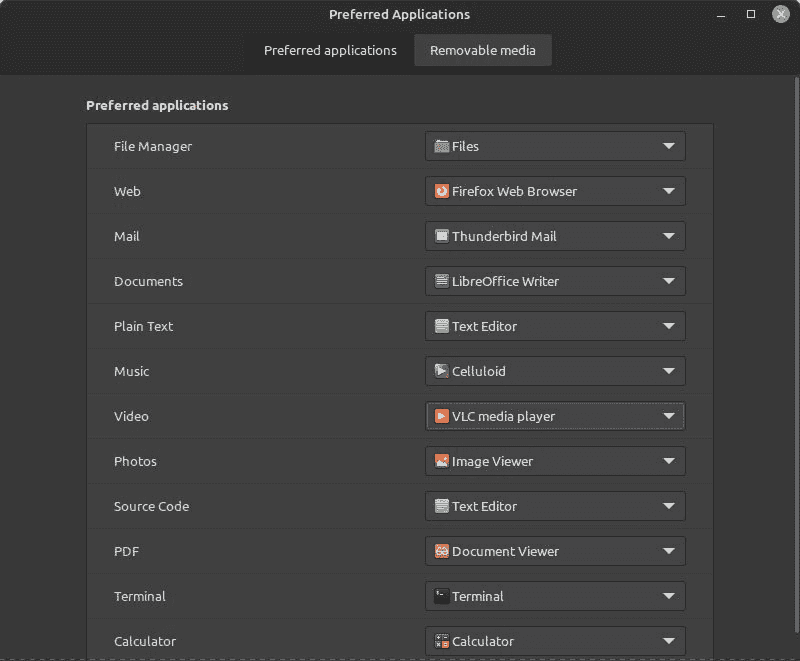 Preferred Applications
Preferred applications Removable media
Preferred applications
File Manager Files
Web Firefox Web Browser
Mail Thunderbird Mail
Documents LibreOffice Writer
Plain Text Text Editor
Music Celluloid
Video VLC media player
Photos Image Viewer
Source Code Text Editor
PDF Document Viewer
Terminal Terminal
Calculator Calculator